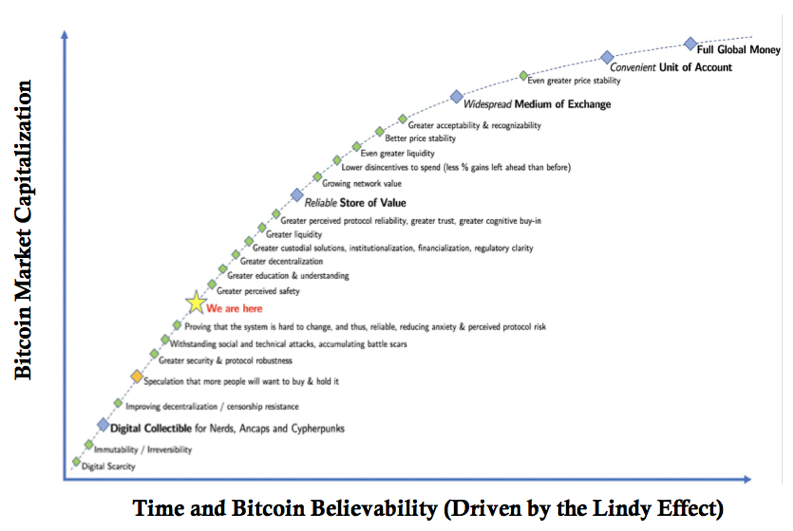 Bitcoin Market Capitalization
Full Global Money
Convenient Unit of Account
Even greater price stability
Widespread Medium of Exchange
Greater acceptability & recognizability
Better price stability
Even greater liquidity
Lower disincentives to spend (less % gains left ahead than before)
Growing network value
Reliable Store of Value
Greater perceived protocol reliability, greater trust, greater cognitive buy-in
Greater liquidity
Greater custodial solutions, institutionalization, financialization, regulatory clarity
Greater decentralization
Greater education & understanding
Greater perceived safety
We are here
Proving that the system is hard to change, and thus, reliable, reducing anxiety & perceived protocol risk
Withstanding social and technical attacks, accumulating battle scars
Greater security & protocol robustness
Speculation that more people will want to buy & hold it
Improving decentralization / censorship resistance
Digital Collectible for Nerds, Ancaps and Cypherpunks
Immutability / Irreversibility
Digital Scarcity
Time and Bitcoin Believability (Driven by the Lindy Effect)